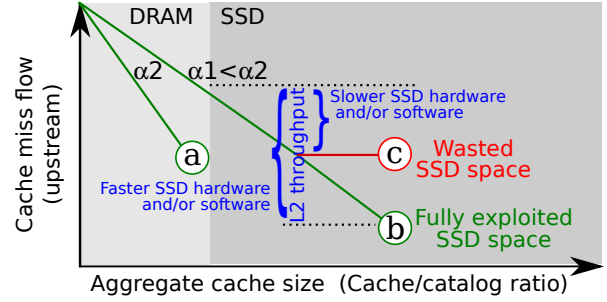 DRAM SSD
α2 α1<α2
Cache miss flow
(upstream)
Slower SSD hardware
and/or software
L2 throughput
a
c
Wasted
SSD space
Faster SSD hardware
and/or software
b
Fully exploited
SSD space
Aggregate cache size (Cache/catalog ratio)